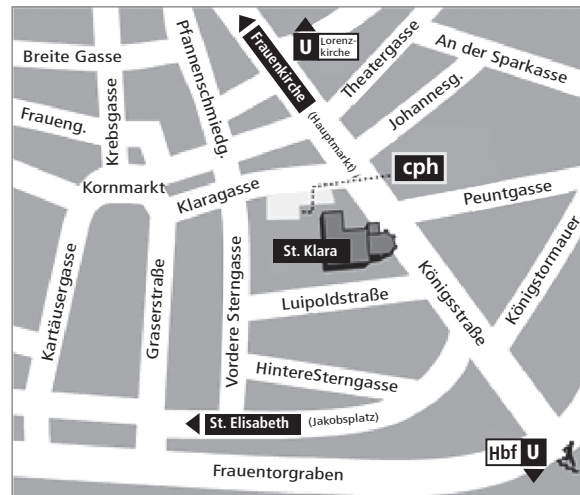 Breite Gasse
Fraueng.
Krebsgasse
Pfannenschmiedg.
Frauenkirche
(Hauptmarkt)
U Lorenz-
kirche
Theatergasse
An der Sparkasse
Johannesg.
Kornmarkt
Klaragasse
cph
Peuntgasse
St. Klara
Königstormauer
Königsstraße
Luipoldstraße
Kartäusergasse
Graserstraße
Vordere Sterngasse
HintereSterngasse
St. Elisabeth (Jakobsplatz)
Hbf U
Frauentorgraben